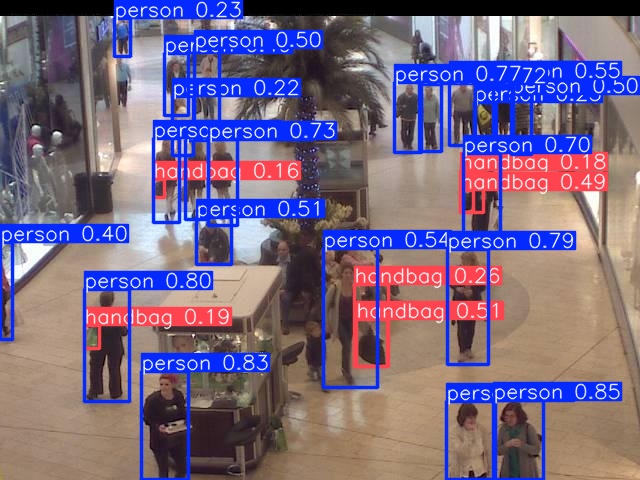 person 0.23
person 0.50
person 0.22
person 0.73
handbag 0.16
person 0.51
person 0.40
person 0.80
handbag 0.19
person 0.83
person 0.54
handbag 0.26
handbag 0.51
person 0.79
person 0.77
0.55
0.50
person 0.70
handbag 0.18
handbag 0.49
pers
person 0.85